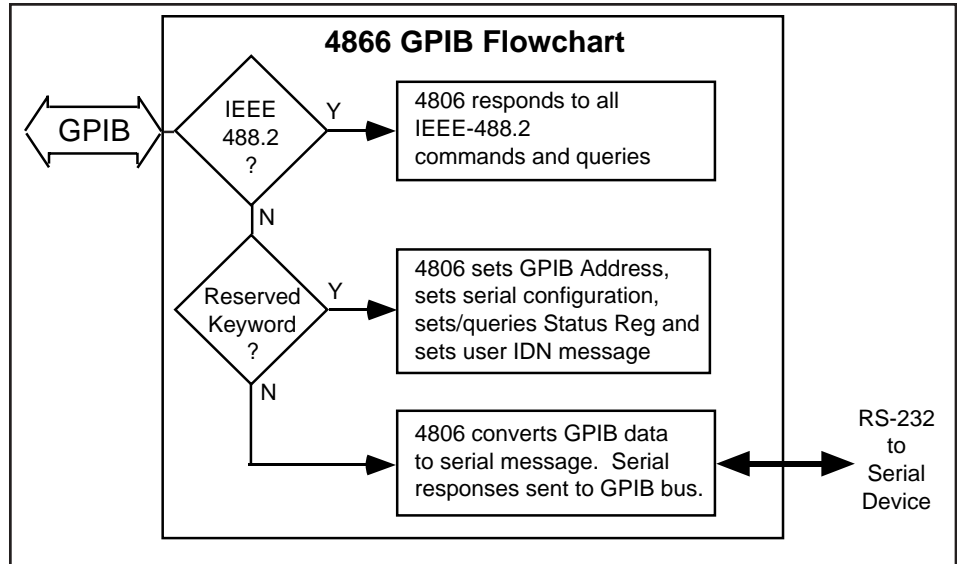 4866 GPIB Flowchart
GPIB
IEEE
488.2
?
Y
4806 responds to all
IEEE-488.2
commands and queries
N
Reserved
Keyword
?
Y
4806 sets GPIB Address,
sets serial configuration,
sets/queries Status Reg and
sets user IDN message
N
4806 converts GPIB data
to serial message. Serial
responses sent to GPIB bus.
RS-232
to
Serial
Device